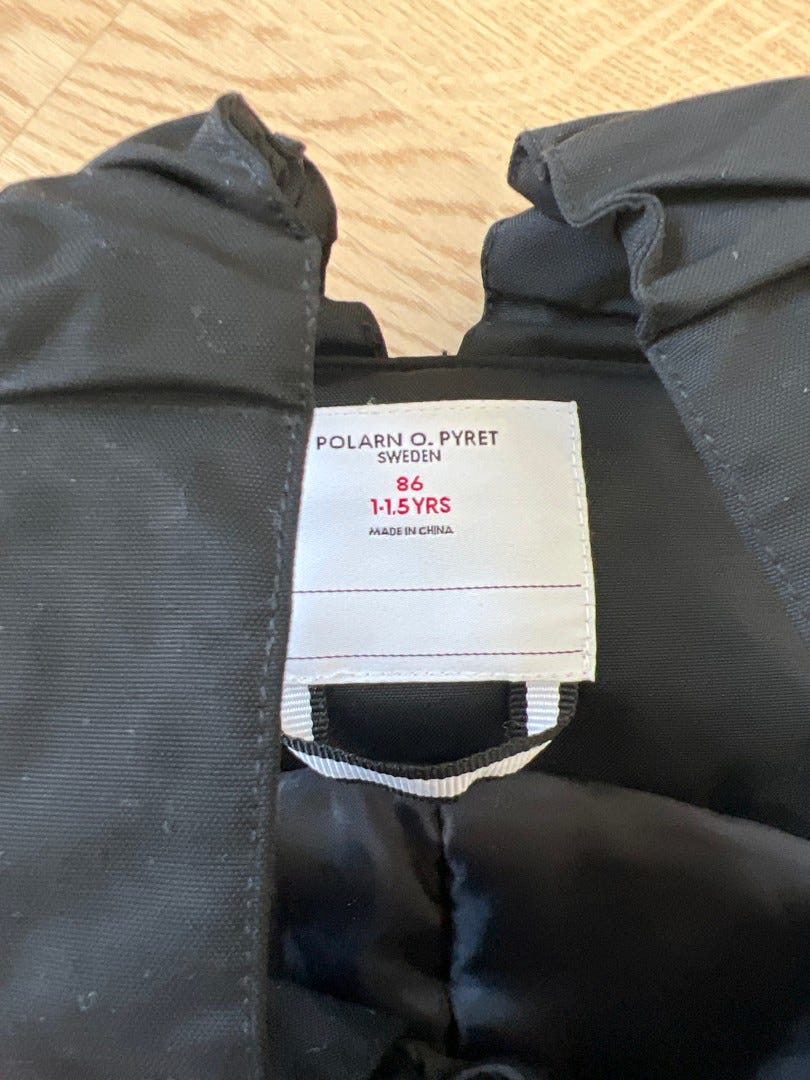 POLARN O. PYRET
SWEDEN
86
1-1.5 YRS
MADE IN CHINA